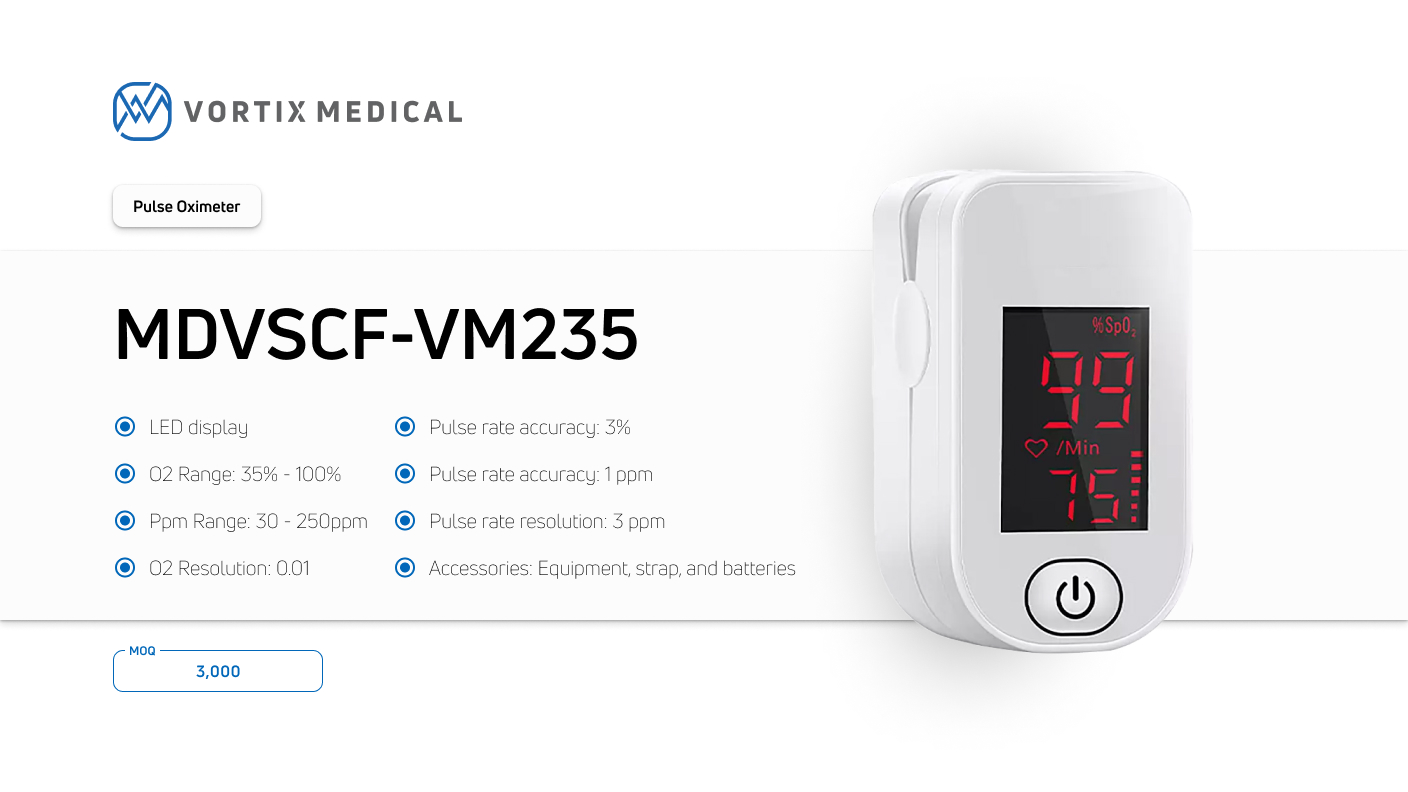 VORTIX MEDICAL
Pulse Oximeter
MDVSCF-VM235
LED display
O2 Range: 35% - 100%
Ppm Range: 30 - 250ppm
O2 Resolution: 0.01
Pulse rate accuracy: 3%
Pulse rate accuracy: 1 ppm
Pulse rate resolution: 3 ppm
Accessories: Equipment, strap, and batteries
MOQ
3,000
%SpO₂
99
/Min
75